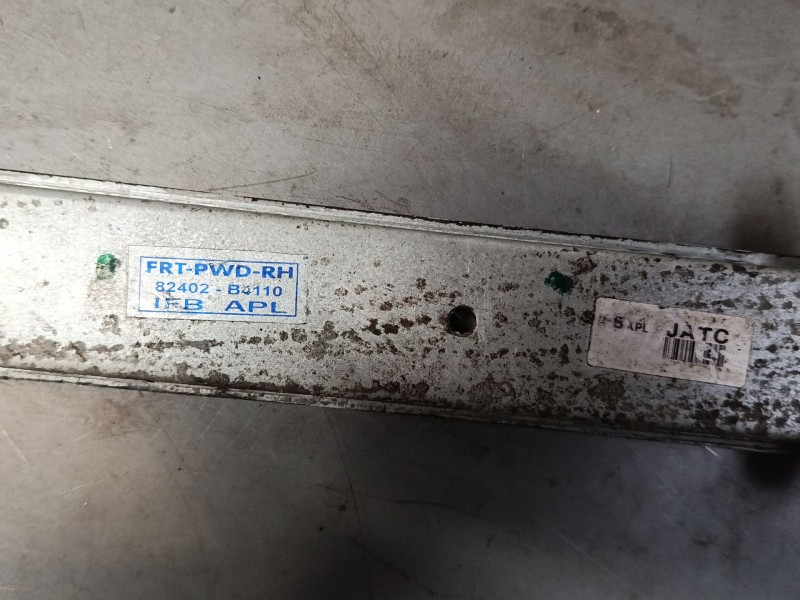 FRT-PWD-RH
82402 - B4110
IFB APL
S APL JATC